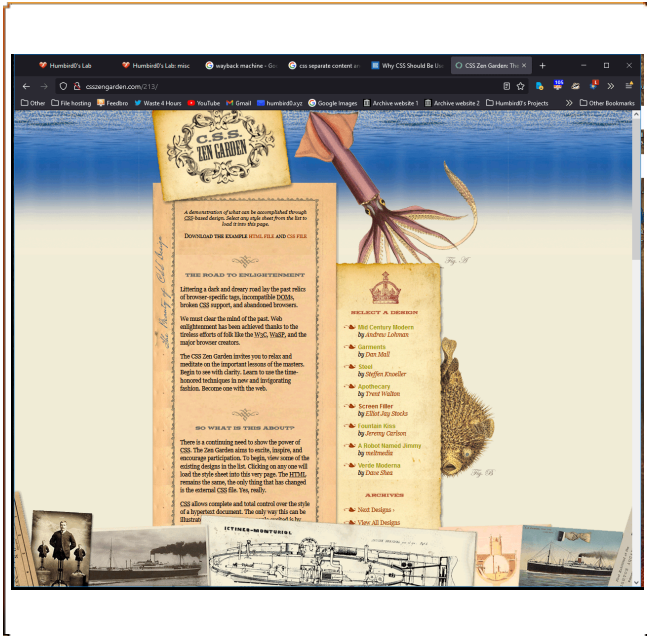 Humbird0's Lab
Humbird0's Lab: misc
wayback machine - Go
css separate content an
Why CSS Should Be Us
CSS Zen Garden: The
csszengarden.com/213/
105
Other
File hosting
Feedbro
Waste 4 Hours
YouTube
Gmail
humbird0.xyz
Google Images
Archive website 1
Archive website 2
Humbird0's Projects
Other Bookmarks
C.S.S.
ZEN GARDEN
The Beauty of CSS Design
A demonstration of what can be accomplished through
CSS-based design. Select any style sheet from the list to
load it into this page.
DOWNLOAD THE EXAMPLE HTML FILE AND CSS FILE
THE ROAD TO ENLIGHTENMENT
Littering a dark and dreary road lay the past relics
of browser-specific tags, incompatible DOMs,
broken CSS support, and abandoned browsers.
We must clear the mind of the past. Web
enlightenment has been achieved thanks to the
tireless efforts of folk like the W3C, WaSP, and the
major browser creators.
The CSS Zen Garden invites you to relax and
meditate on the important lessons of the masters.
Begin to see with clarity. Learn to use the time-
honored techniques in new and invigorating
fashion. Become one with the web.
SO WHAT IS THIS ABOUT?
There is a continuing need to show the power of
CSS. The Zen Garden aims to excite, inspire, and
encourage participation. To begin, view some of the
existing designs in the list. Clicking on any one will
load the style sheet into this very page. The HTML
remains the same, the only thing that has changed
is the external CSS file. Yes, really.
CSS allows complete and total control over the style
of a hypertext document. The only way this can be
Fig. A
SELECT A DESIGN
Mid Century Modern
by Andrew Lohman
Garments
by Dan Mall
Steel
by Steffen Knoeller
Apothecary
by Trent Walton
Screen Filler
by Elliot Jay Stocks
Fountain Kiss
by Jeremy Carlson
A Robot Named Jimmy
by meltmedia
Verde Moderna
by Dave Shea
ARCHIVES
Next Designs ›
View All Designs
Fig. B
ICTINEO-MONTURIOL